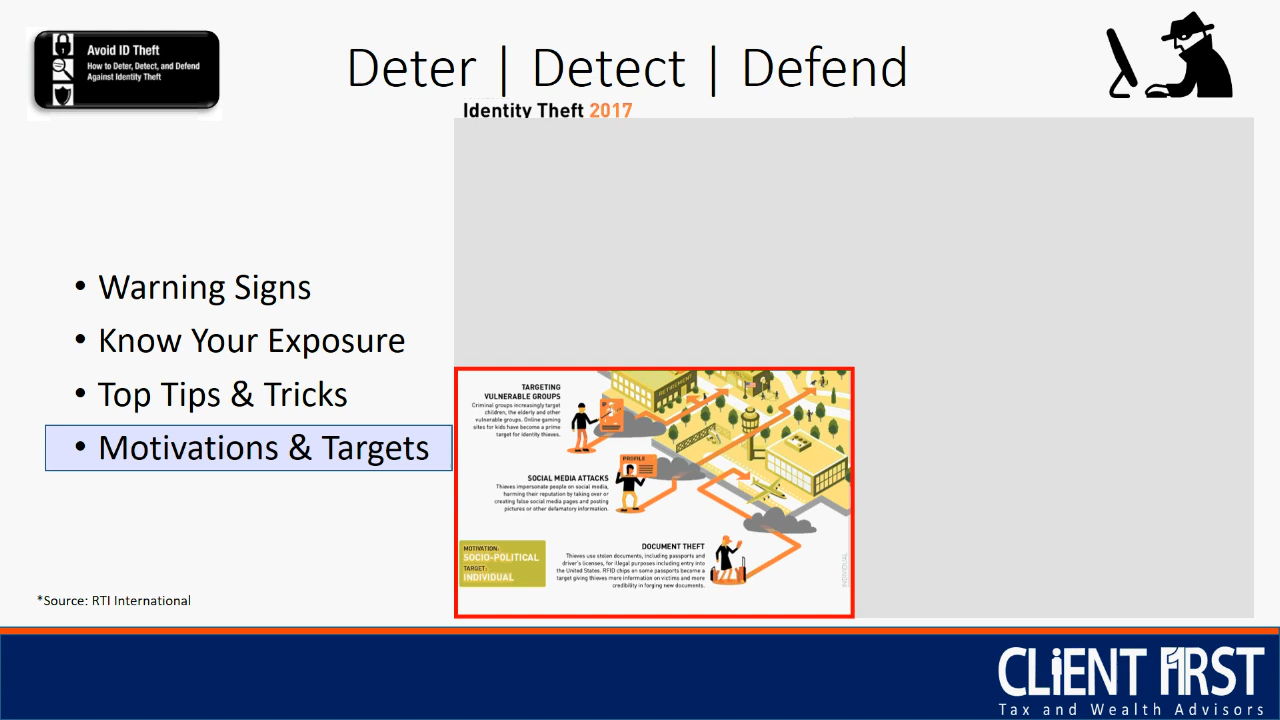 Avoid ID Theft
How to Deter, Detect, and Defend
Against Identity Theft
Deter | Detect | Defend
Identity Theft 2017
• Warning Signs
• Know Your Exposure
• Top Tips & Tricks
• Motivations & Targets
TARGETING
VULNERABLE GROUPS
Criminal groups increasingly target
children, the elderly and other
vulnerable groups. Online gaming
sites for kids have become a prime
target for identity thieves.
RETIREMENT
PROFILE
SOCIAL MEDIA ATTACKS
Thieves impersonate people on social media,
harming their reputation by taking over or
creating false social media pages and posting
pictures or other defamatory information.
MOTIVATION:
SOCIO-POLITICAL
TARGET:
INDIVIDUAL
DOCUMENT THEFT
Thieves use stolen documents, including passports and
driver's licenses, for illegal purposes including entry into
the United States. RFID chips on some passports become a
target giving thieves more information on victims and more
credibility in forging new documents.
INDIVIDUAL
*Source: RTI International
CLiENT FIRST
Tax and Wealth Advisors